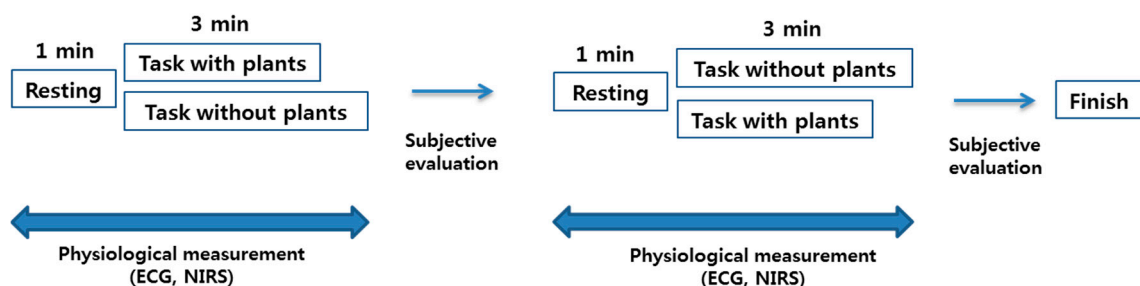 3 min
1 min
Task with plants
Resting
Task without plants
Subjective
evaluation
Physiological measurement
(ECG, NIRS)
3 min
1 min
Task without plants
Resting
Task with plants
Subjective
evaluation
Finish
Physiological measurement
(ECG, NIRS)